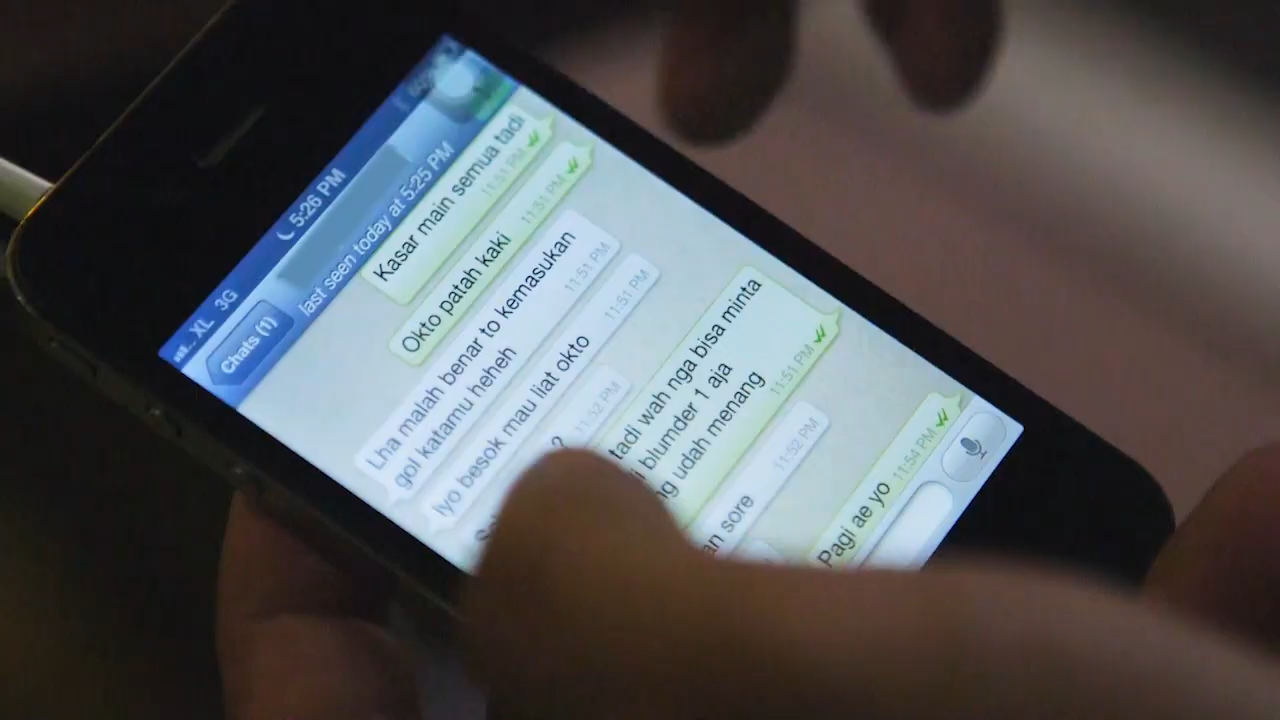 XL 3G 5:26 PM
Chats (1)
last seen today at 5:25 PM
Kasar main semua tadi
11:51 PM
Okto patah kaki 11:51 PM
Lha malah benar to kemasukan
gol katamu heheh 11:51 PM
Iyo besok mau liat okto 11:51 PM
? 11:52 PM
tadi wah nga bisa minta
blumder 1 aja
udah menang 11:51 PM
sore 11:52 PM
Pagi ae yo 11:54 PM